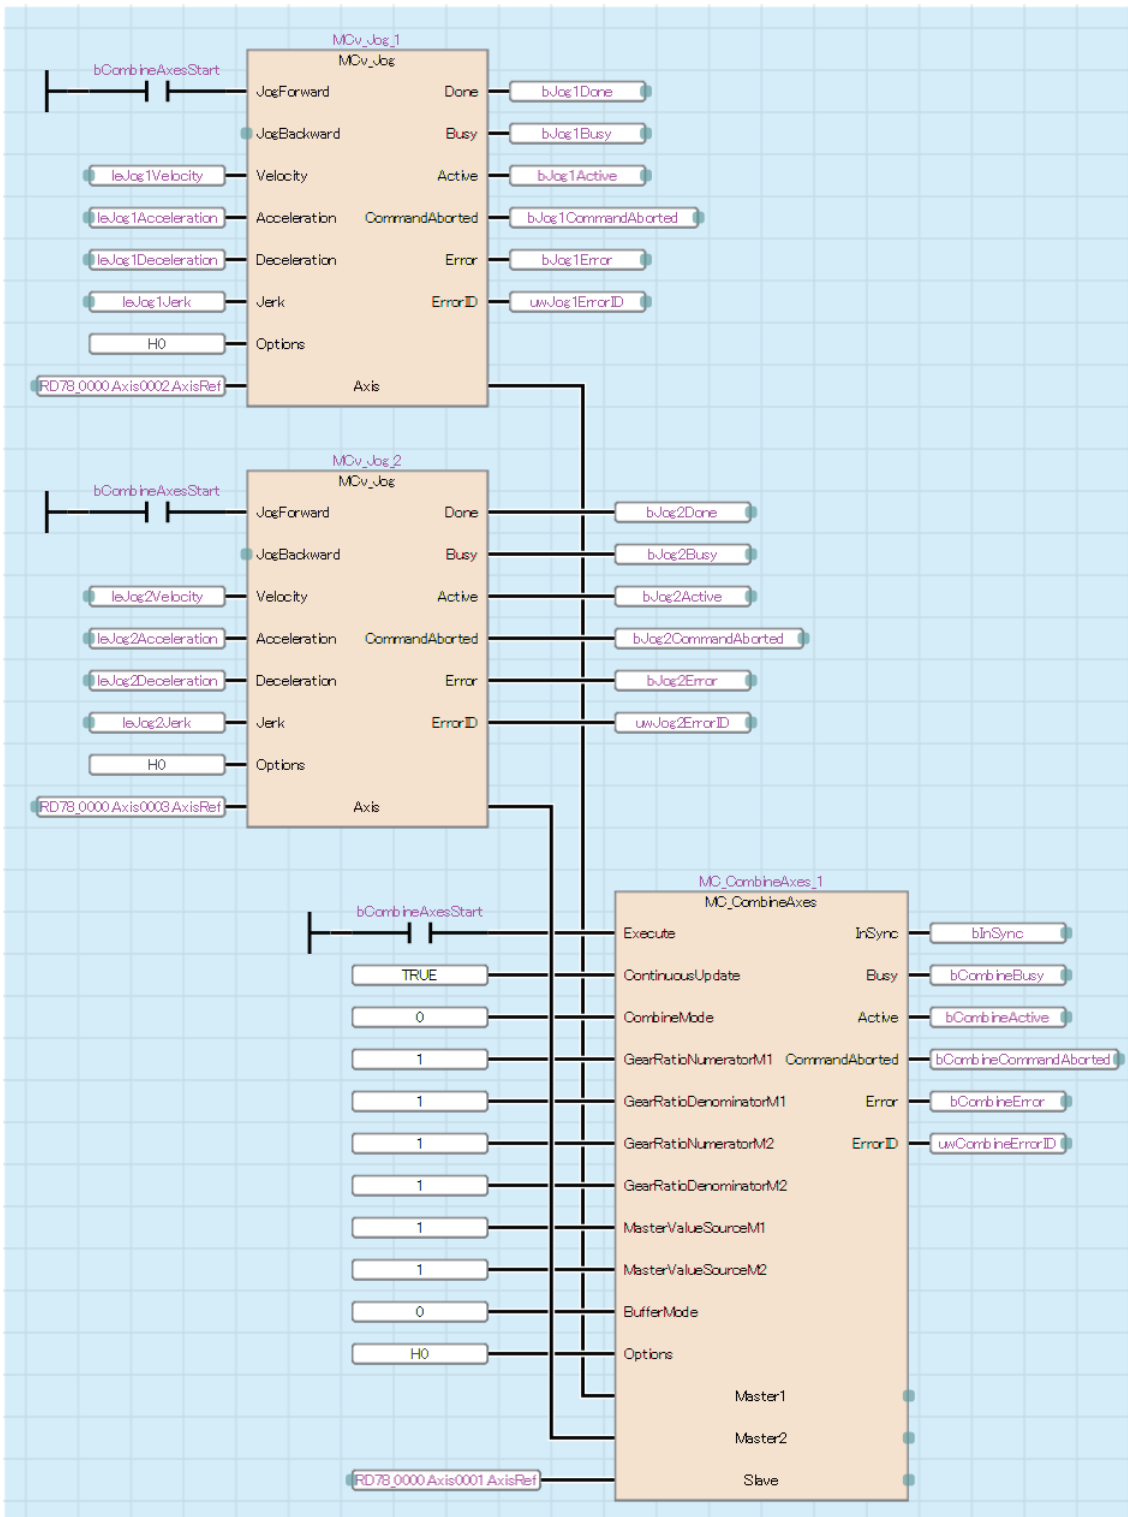 MCv_Jog_1
MCv_Jog
bCombineAxesStart
JogForward Done bJog1Done
JogBackward Busy bJog1Busy
leJog1Velocity Velocity Active bJog1Active
leJog1Acceleration Acceleration CommandAborted bJog1CommandAborted
leJog1Deceleration Deceleration Error bJog1Error
leJog1Jerk Jerk ErrorID uwJog1ErrorID
H0 Options
RD78_0000.Axis0002.AxisRef Axis
MCv_Jog_2
MCv_Jog
bCombineAxesStart
JogForward Done bJog2Done
JogBackward Busy bJog2Busy
leJog2Velocity Velocity Active bJog2Active
leJog2Acceleration Acceleration CommandAborted bJog2CommandAborted
leJog2Deceleration Deceleration Error bJog2Error
leJog2Jerk Jerk ErrorID uwJog2ErrorID
H0 Options
RD78_0000.Axis0003.AxisRef Axis
MC_CombineAxes_1
MC_CombineAxes
bCombineAxesStart
Execute InSync bInSync
TRUE ContinuousUpdate Busy bCombineBusy
0 CombineMode Active bCombineActive
1 GearRatioNumeratorM1 CommandAborted bCombineCommandAborted
1 GearRatioDenominatorM1 Error bCombineError
1 GearRatioNumeratorM2 ErrorID uwCombineErrorID
1 GearRatioDenominatorM2
1 MasterValueSourceM1
1 MasterValueSourceM2
0 BufferMode
H0 Options
Master1
Master2
RD78_0000.Axis0001.AxisRef Slave